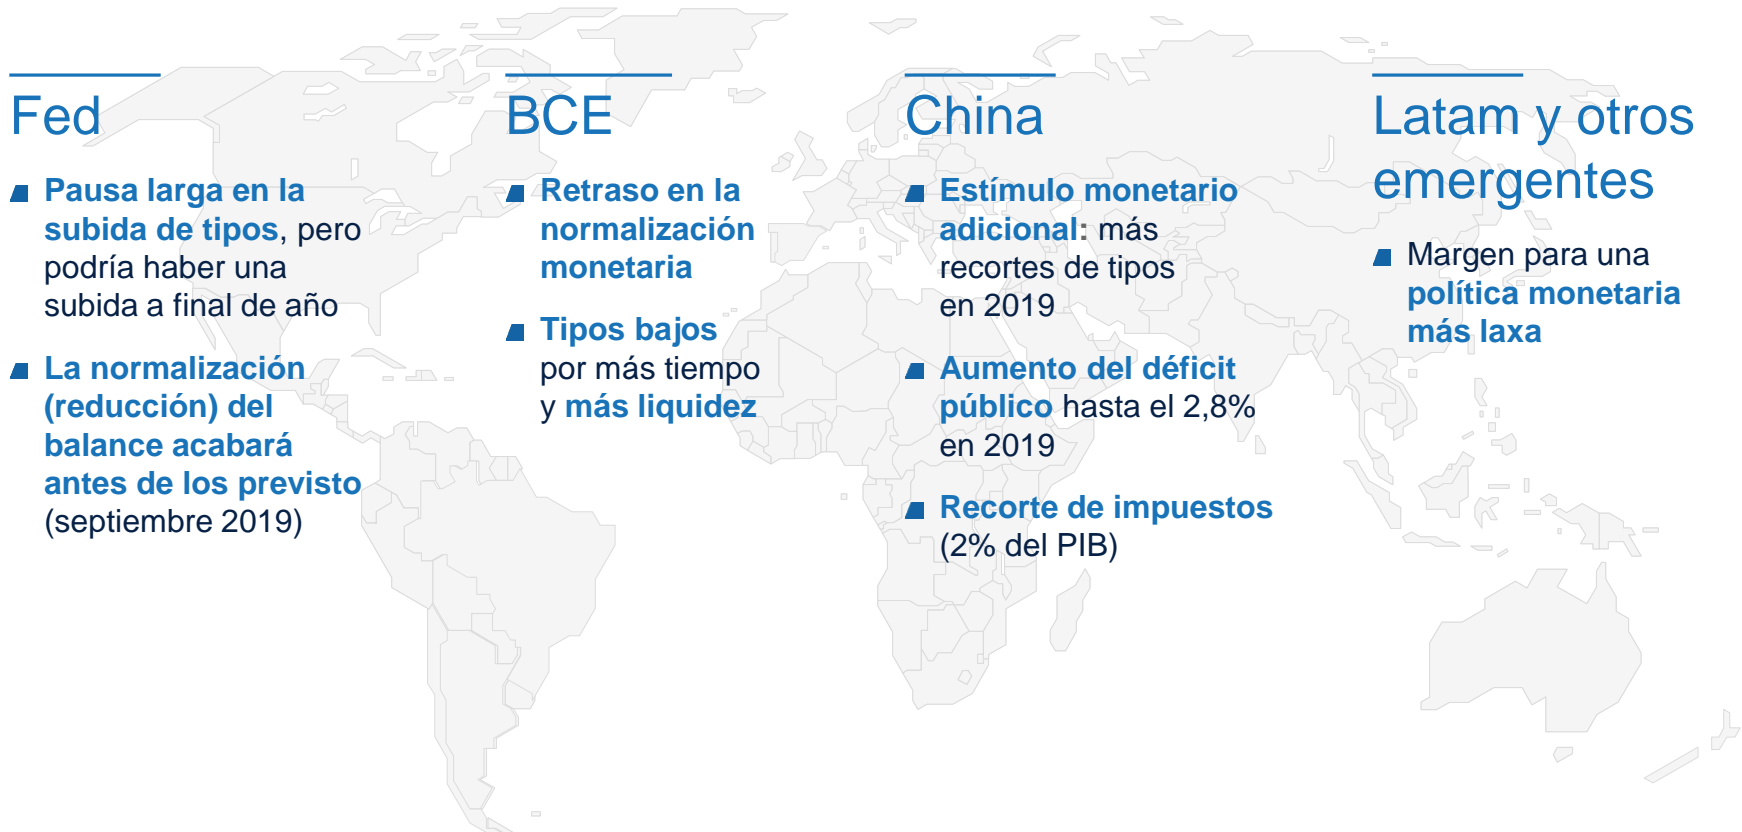 Fed
Pausa larga en la
subida de tipos, pero
podría haber una
subida a final de año
La normalización
(reducción) del
balance acabará
antes de los previsto
(septiembre 2019)
BCE
Retraso en la
normalización
monetaria
Tipos bajos
por más tiempo
y más liquidez
China
Estímulo monetario
adicional: más
recortes de tipos
en 2019
Aumento del déficit
público hasta el 2,8%
en 2019
Recorte de impuestos
(2% del PIB)
Latam y otros
emergentes
Margen para una
política monetaria
más laxa